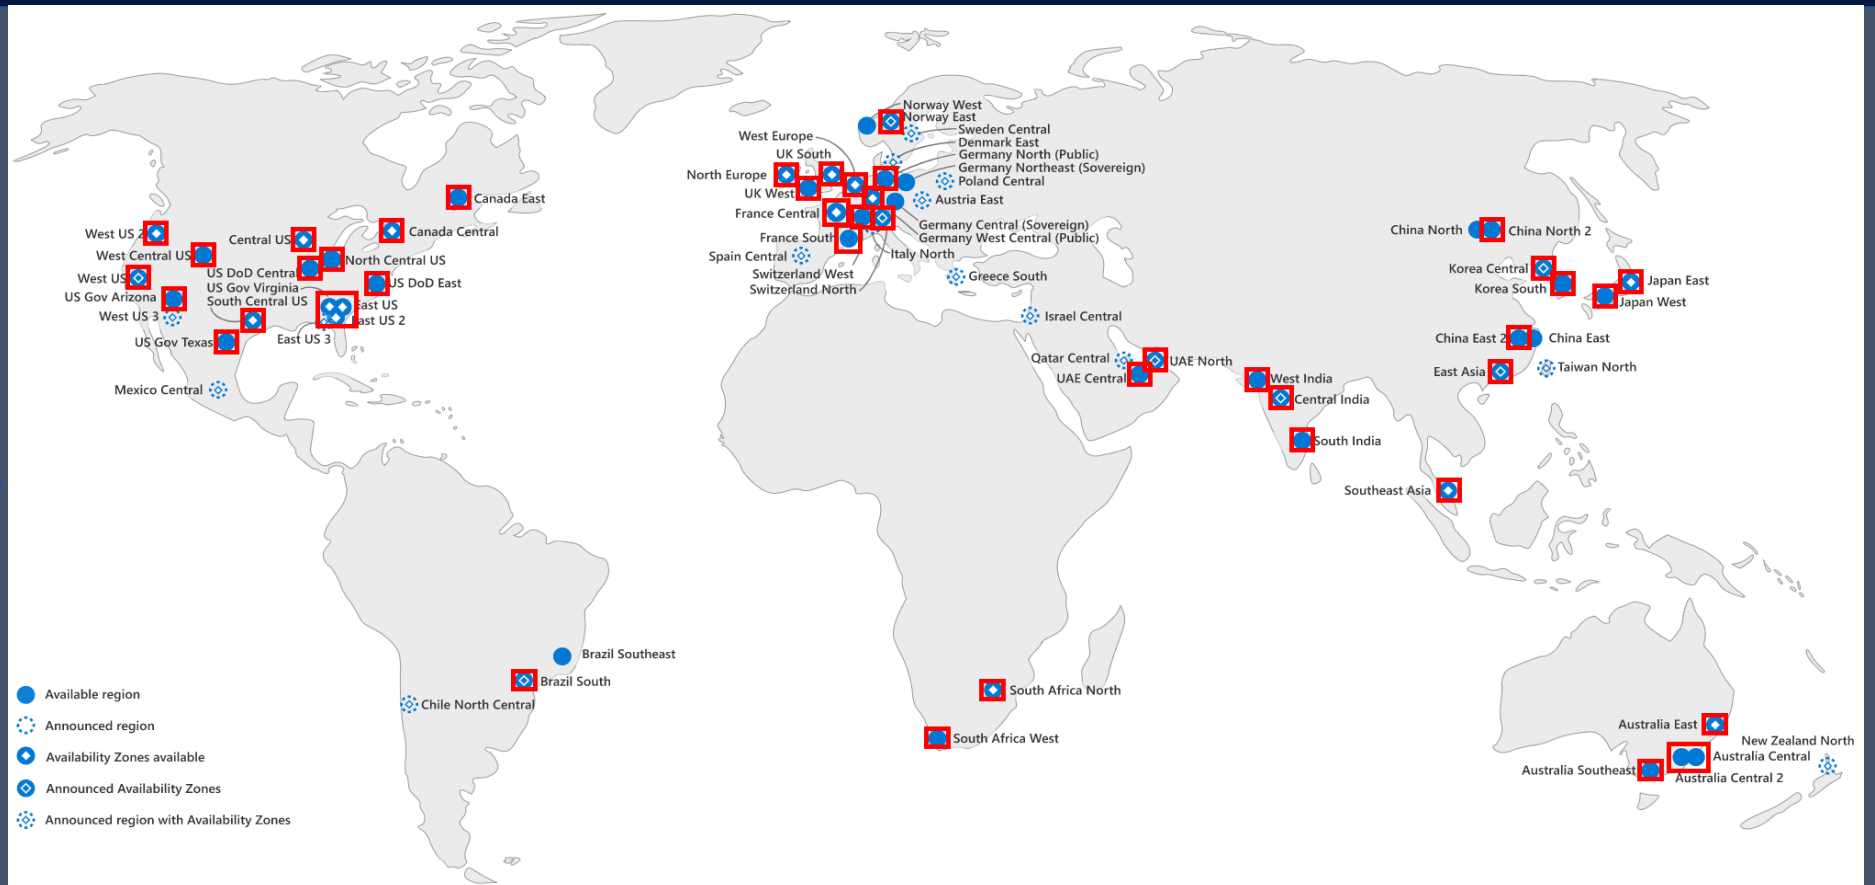 Norway West
Norway East
West Europe
Sweden Central
Denmark East
UK South
Germany North (Public)
Germany Northeast (Sovereign)
North Europe
Poland Central
UK West
Austria East
France Central
Germany Central (Sovereign)
France South
Germany West Central (Public)
Spain Central
Italy North
Switzerland West
Switzerland North
Greece South
Israel Central
Canada East
West US 2
Central US
Canada Central
West Central US
North Central US
US DoD Central
West US
US DoD East
US Gov Virginia
US Gov Arizona
South Central US
East US
West US 3
East US 2
East US 3
US Gov Texas
Mexico Central
Qatar Central
UAE North
UAE Central
West India
Central India
South India
China North
China North 2
Korea Central
Japan East
Korea South
Japan West
China East 2
China East
East Asia
Taiwan North
Southeast Asia
Brazil Southeast
Brazil South
Chile North Central
South Africa North
South Africa West
Australia East
New Zealand North
Australia Central
Australia Southeast
Australia Central 2
Available region
Announced region
Availability Zones available
Announced Availability Zones
Announced region with Availability Zones